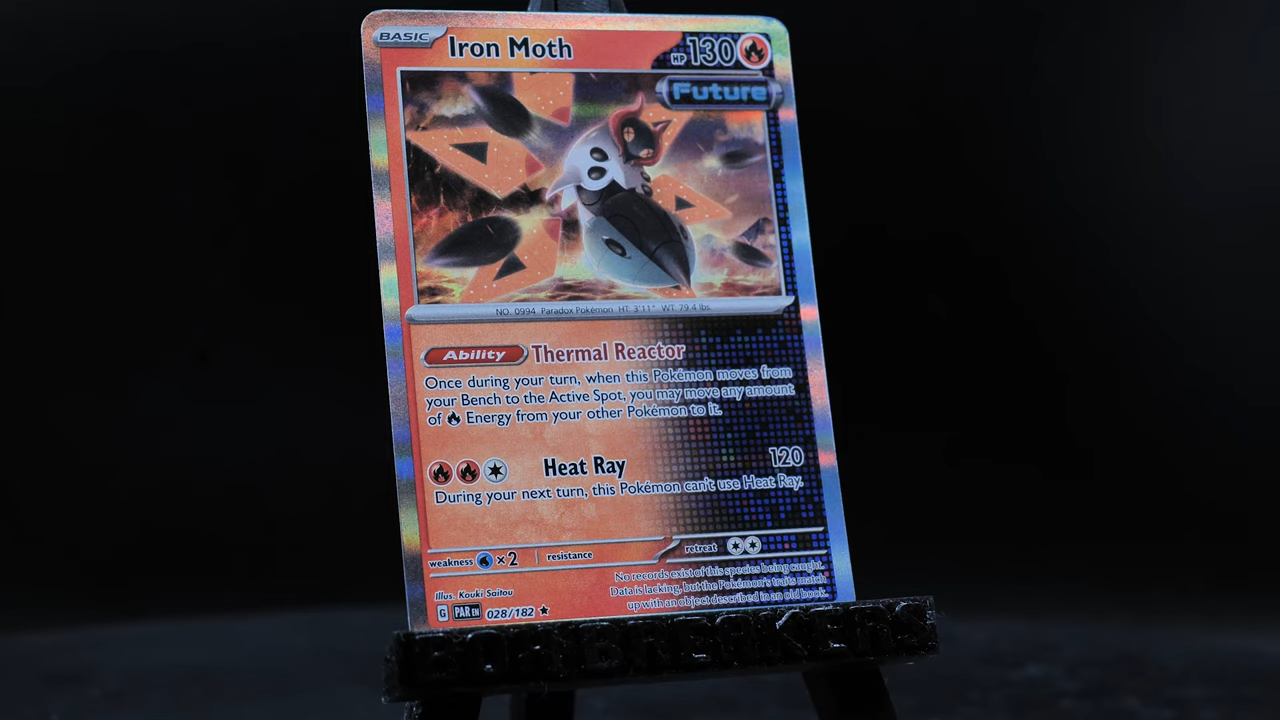 BASIC Iron Moth HP 130
Future
NO. 0994 Paradox Pokémon HT: 3'11" WT: 79.4 lbs.
Ability Thermal Reactor
Once during your turn, when this Pokémon moves from
your Bench to the Active Spot, you may move any amount
of Energy from your other Pokémon to it.
Heat Ray 120
During your next turn, this Pokémon can't use Heat Ray.
weakness ×2 resistance retreat
No records exist of this species being caught.
Data is lacking, but the Pokémon's traits match
up with an object described in an old book.
Illus. Kouki Saitou
G PAR EN 028/182